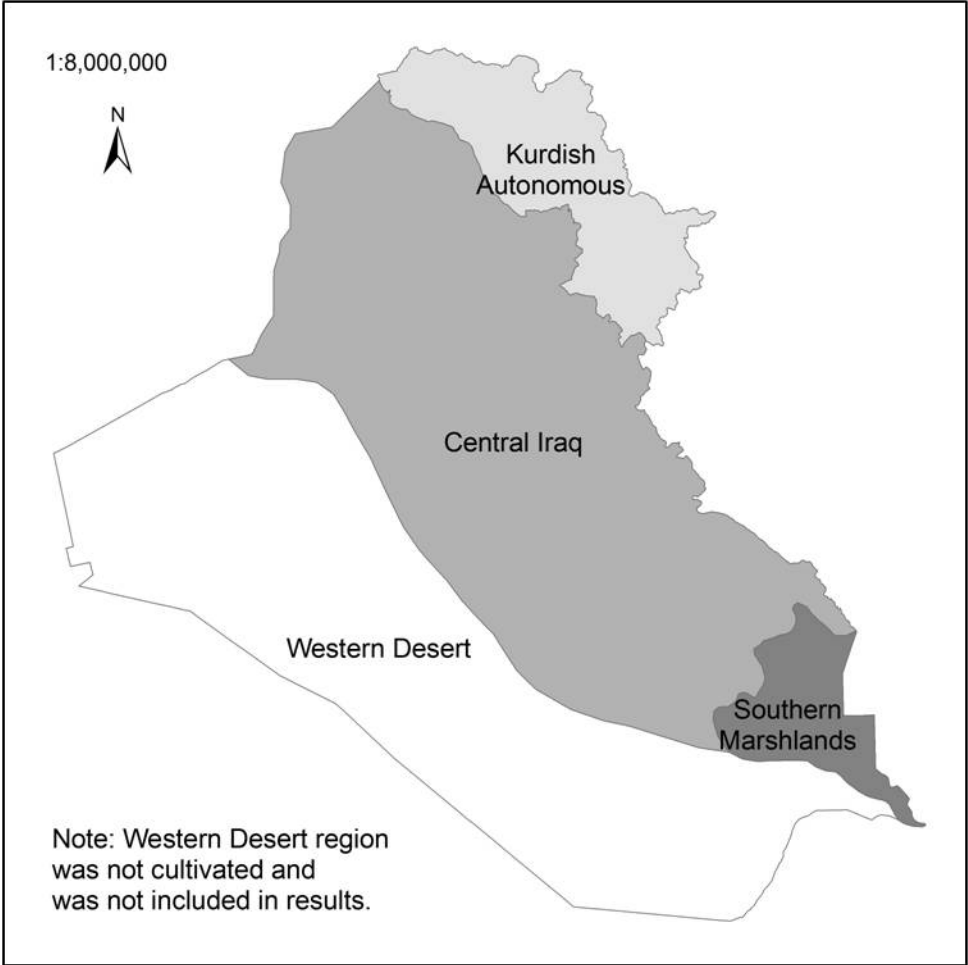 1:8,000,000
N
Kurdish
Autonomous
Central Iraq
Western Desert
Southern
Marshlands
Note: Western Desert region
was not cultivated and
was not included in results.